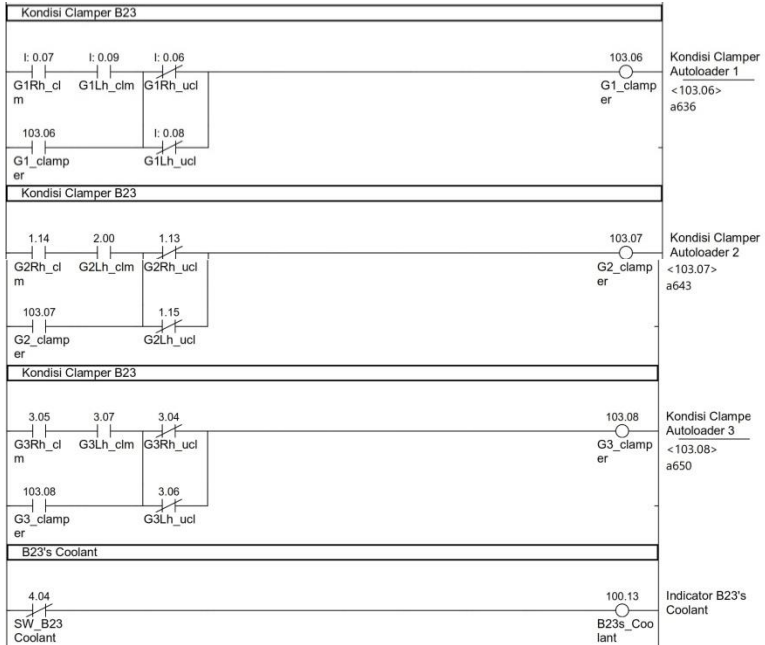 Kondisi Clamper B23
I: 0.07 I: 0.09 I: 0.06 103.06 Kondisi Clamper
G1Rh_cl G1Lh_clm G1Rh_ucl G1_clamp Autoloader 1
m er <103.06>
a636
103.06 I: 0.08
G1_clamp G1Lh_ucl
er
Kondisi Clamper B23
1.14 2.00 1.13 103.07 Kondisi Clamper
G2Rh_cl G2Lh_clm G2Rh_ucl G2_clamp Autoloader 2
m er <103.07>
a643
103.07 1.15
G2_clamp G2Lh_ucl
er
Kondisi Clamper B23
3.05 3.07 3.04 103.08 Kondisi Clampe
G3Rh_cl G3Lh_clm G3Rh_ucl G3_clamp Autoloader 3
m er <103.08>
a650
103.08 3.06
G3_clamp G3Lh_ucl
er
B23's Coolant
4.04 100.13 Indicator B23's
SW_B23 B23s_Coo Coolant
Coolant lant